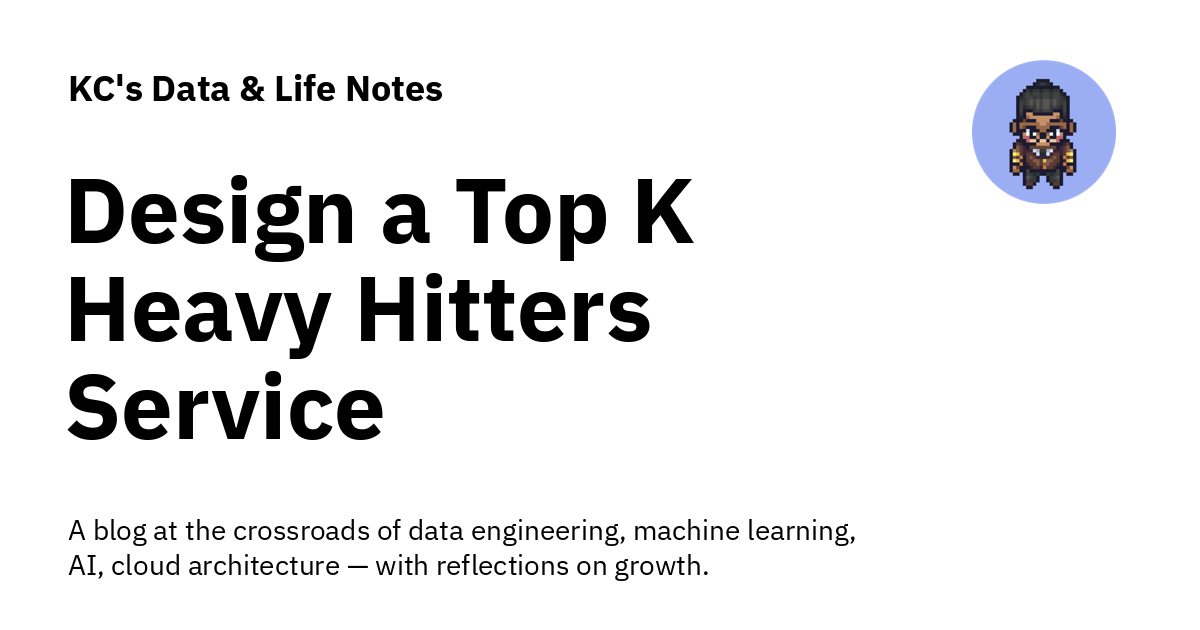 KC's Data & Life Notes
Design a Top K
Heavy Hitters
Service
A blog at the crossroads of data engineering, machine learning,
AI, cloud architecture — with reflections on growth.